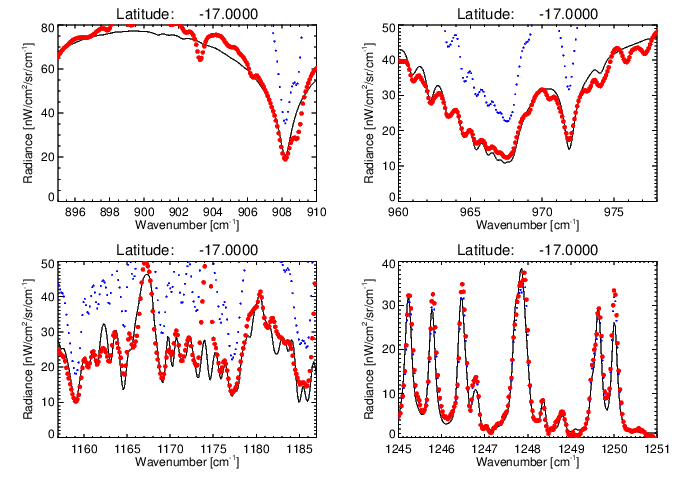 Latitude: -17.0000
Radiance [nW/cm²/sr/cm⁻¹]
80
60
40
20
0
896 898 900 902 904 906 908 910
Wavenumber [cm⁻¹]
Latitude: -17.0000
Radiance [nW/cm²/sr/cm⁻¹]
50
40
30
20
10
0
960 965 970 975
Wavenumber [cm⁻¹]
Latitude: -17.0000
Radiance [nW/cm²/sr/cm⁻¹]
50
40
30
20
10
0
1160 1165 1170 1175 1180 1185
Wavenumber [cm⁻¹]
Latitude: -17.0000
Radiance [nW/cm²/sr/cm⁻¹]
40
30
20
10
0
1245 1246 1247 1248 1249 1250 1251
Wavenumber [cm⁻¹]